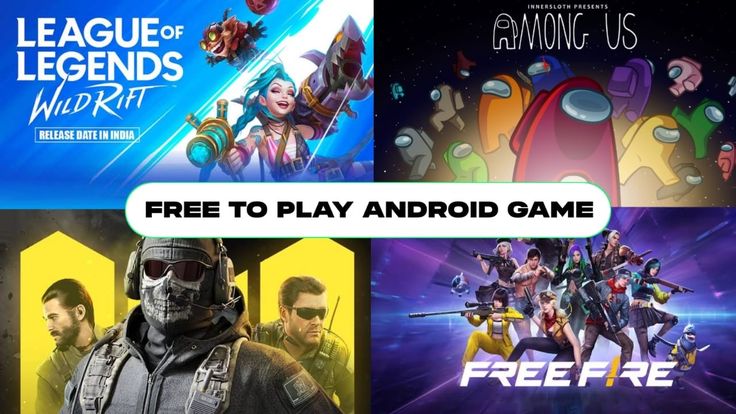 LEAGUE OF
LEGENDS
WILD RIFT
RELEASE DATE IN INDIA
INNERSLOTH PRESENTS
AMONG US
FREE TO PLAY ANDROID GAME
FREE FIRE